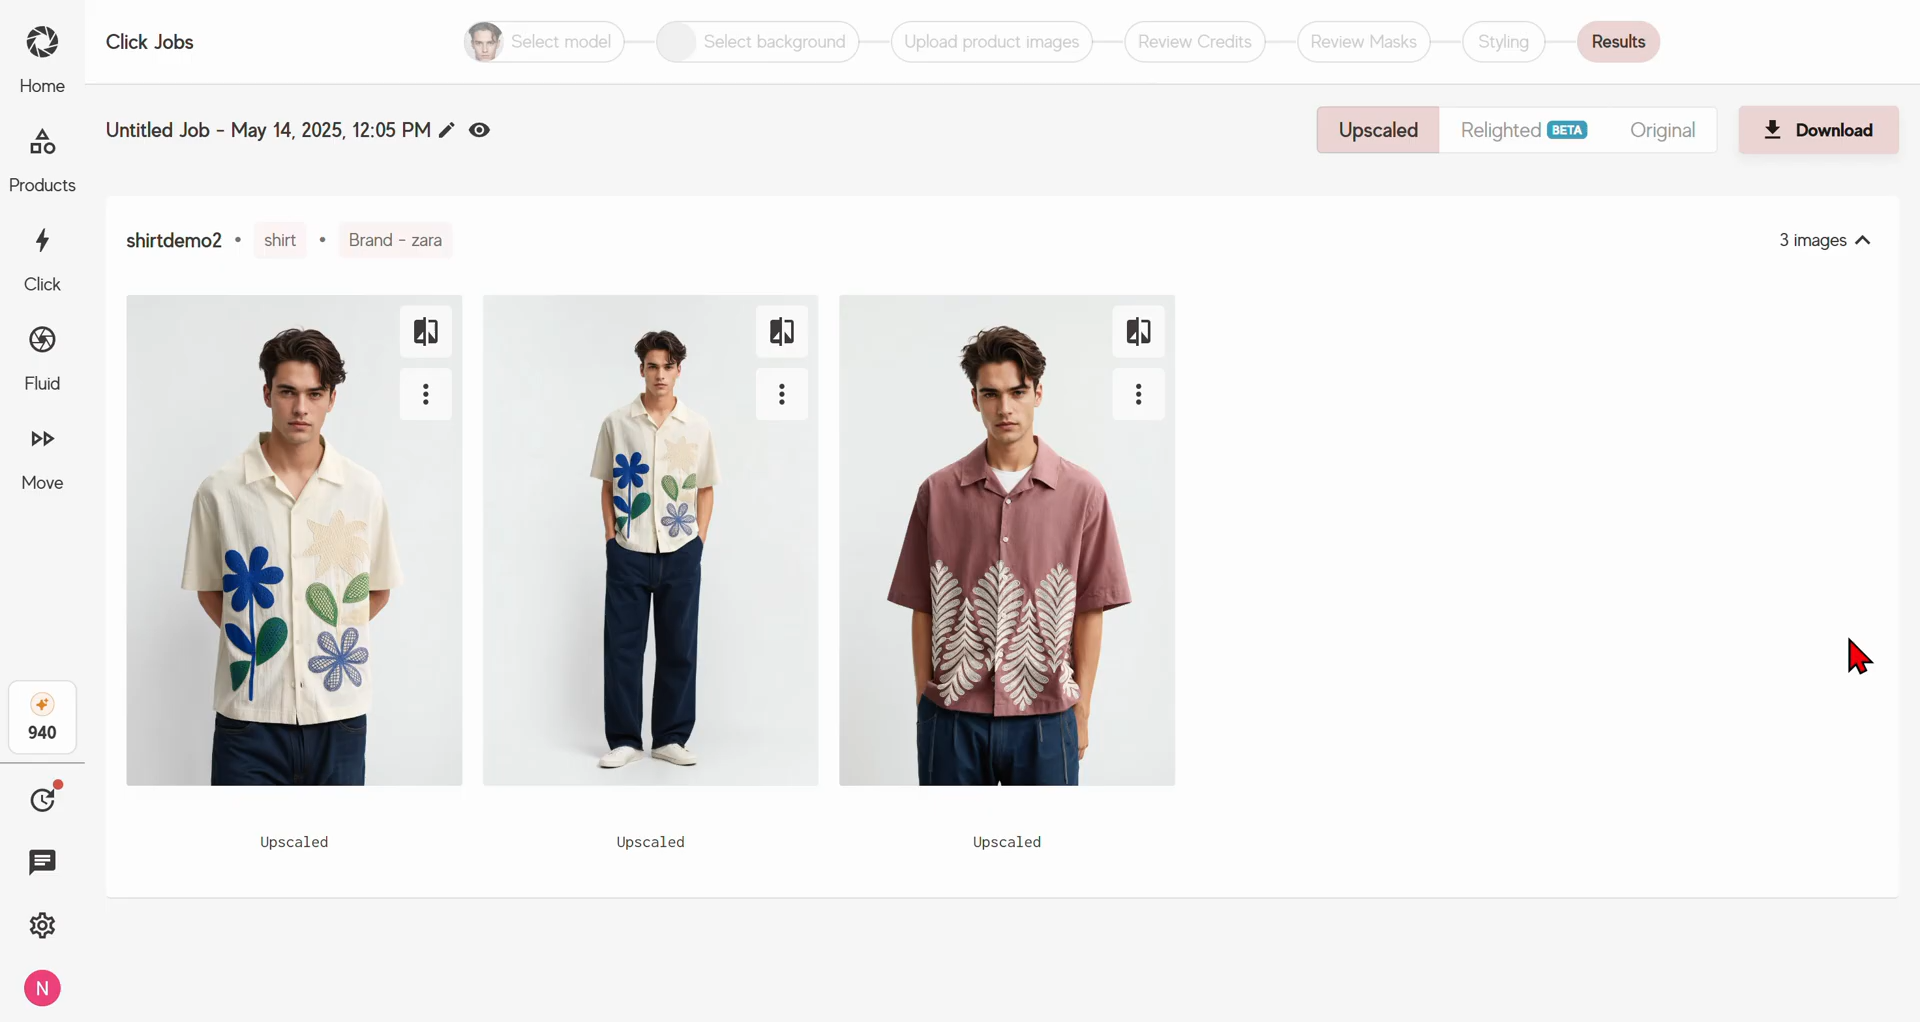 Home
Products
Click
Fluid
Move
940
N
Click Jobs
Select model
Select background
Upload product images
Review Credits
Review Masks
Styling
Results
Untitled Job - May 14, 2025, 12:05 PM
Upscaled
Relighted BETA
Original
Download
shirtdemo2 • shirt • Brand - zara
3 images
Upscaled
Upscaled
Upscaled